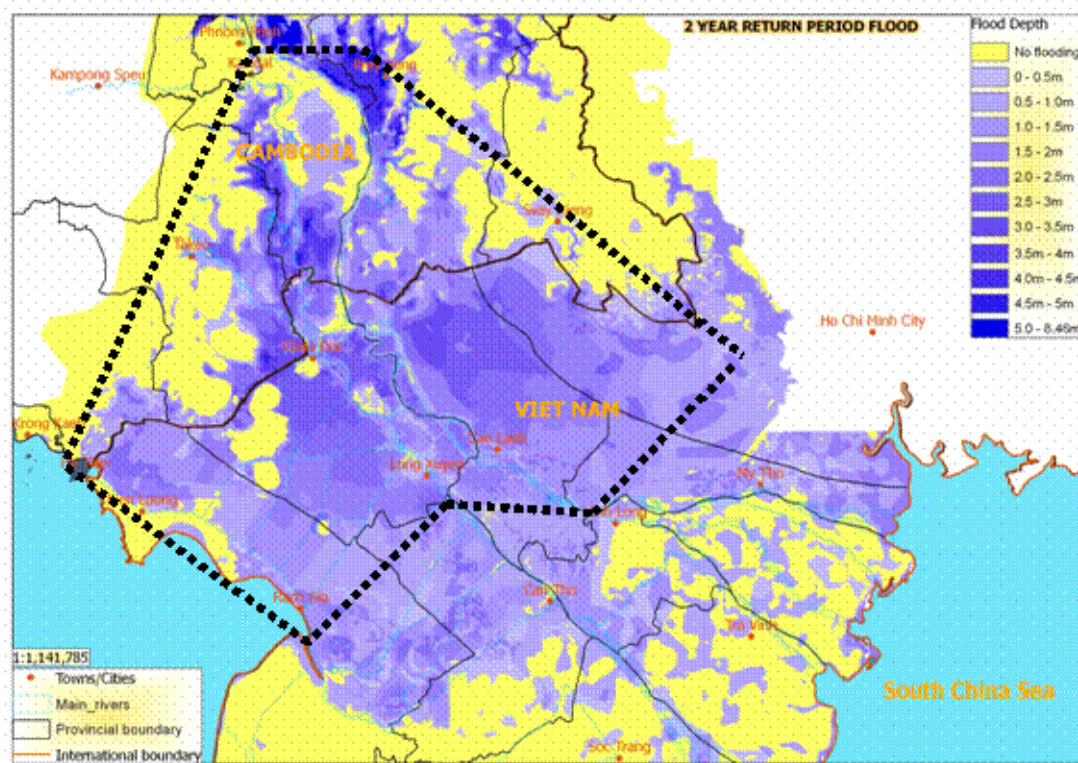 2 YEAR RETURN PERIOD FLOOD
Flood Depth
No flooding
0 - 0.5m
0.5 - 1.0m
1.0 - 1.5m
1.5 - 2m
2.0 - 2.5m
2.5 - 3m
3.0 - 3.5m
3.5m - 4m
4.0m - 4.5m
4.5m - 5m
5.0 - 8.46m
Phnom Penh
Kampong Speu
CAMBODIA
Svay Rieng
Takeo
Ho Chi Minh City
Chau Doc
VIET NAM
Krong Kaep
Cao Lanh
Long Xuyen
My Tho
Can Tho
Rach Gia
Tra Vinh
South China Sea
Soc Trang
1:1,141,785
Towns/Cities
Main_rivers
Provincial boundary
International boundary